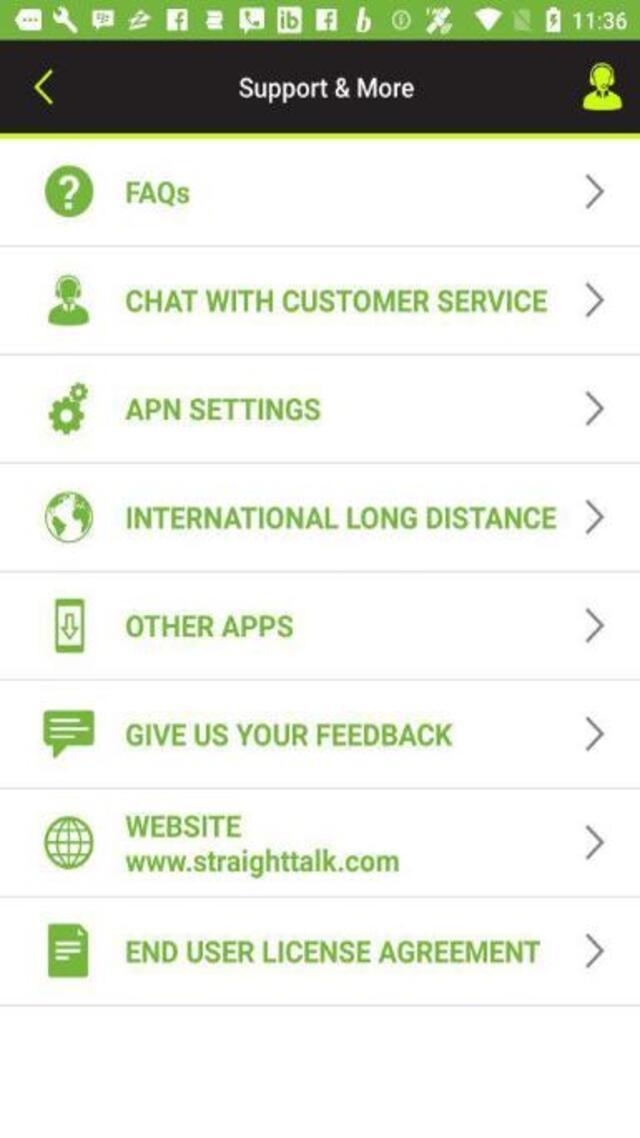 11:36
Support & More
FAQs
CHAT WITH CUSTOMER SERVICE
APN SETTINGS
INTERNATIONAL LONG DISTANCE
OTHER APPS
GIVE US YOUR FEEDBACK
WEBSITE
www.straighttalk.com
END USER LICENSE AGREEMENT